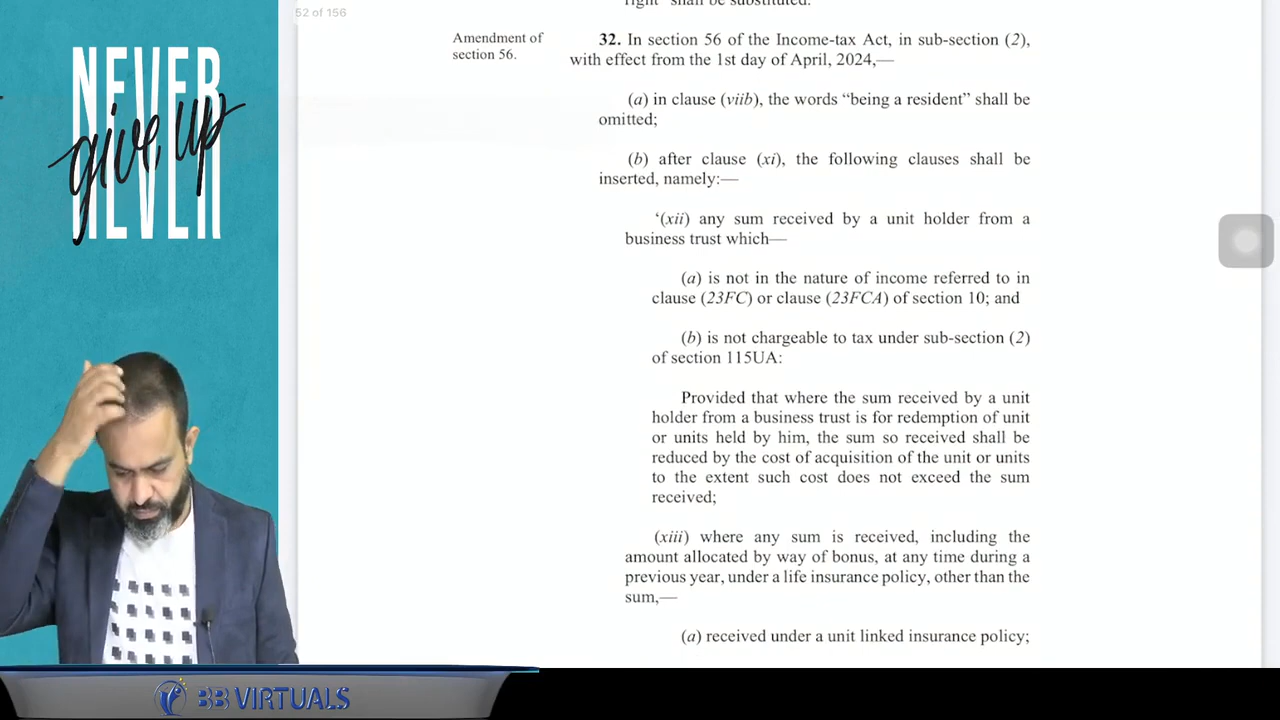 52 of 156
right” shall be substituted.
NEVER
give up
NEVER
Amendment of
section 56.
32. In section 56 of the Income-tax Act, in sub-section (2),
with effect from the 1st day of April, 2024,—
(a) in clause (viib), the words “being a resident” shall be
omitted;
(b) after clause (xi), the following clauses shall be
inserted, namely:—
‘(xii) any sum received by a unit holder from a
business trust which—
(a) is not in the nature of income referred to in
clause (23FC) or clause (23FCA) of section 10; and
(b) is not chargeable to tax under sub-section (2)
of section 115UA:
Provided that where the sum received by a unit
holder from a business trust is for redemption of unit
or units held by him, the sum so received shall be
reduced by the cost of acquisition of the unit or units
to the extent such cost does not exceed the sum
received;
(xiii) where any sum is received, including the
amount allocated by way of bonus, at any time during a
previous year, under a life insurance policy, other than the
sum,—
(a) received under a unit linked insurance policy;
BB VIRTUALS